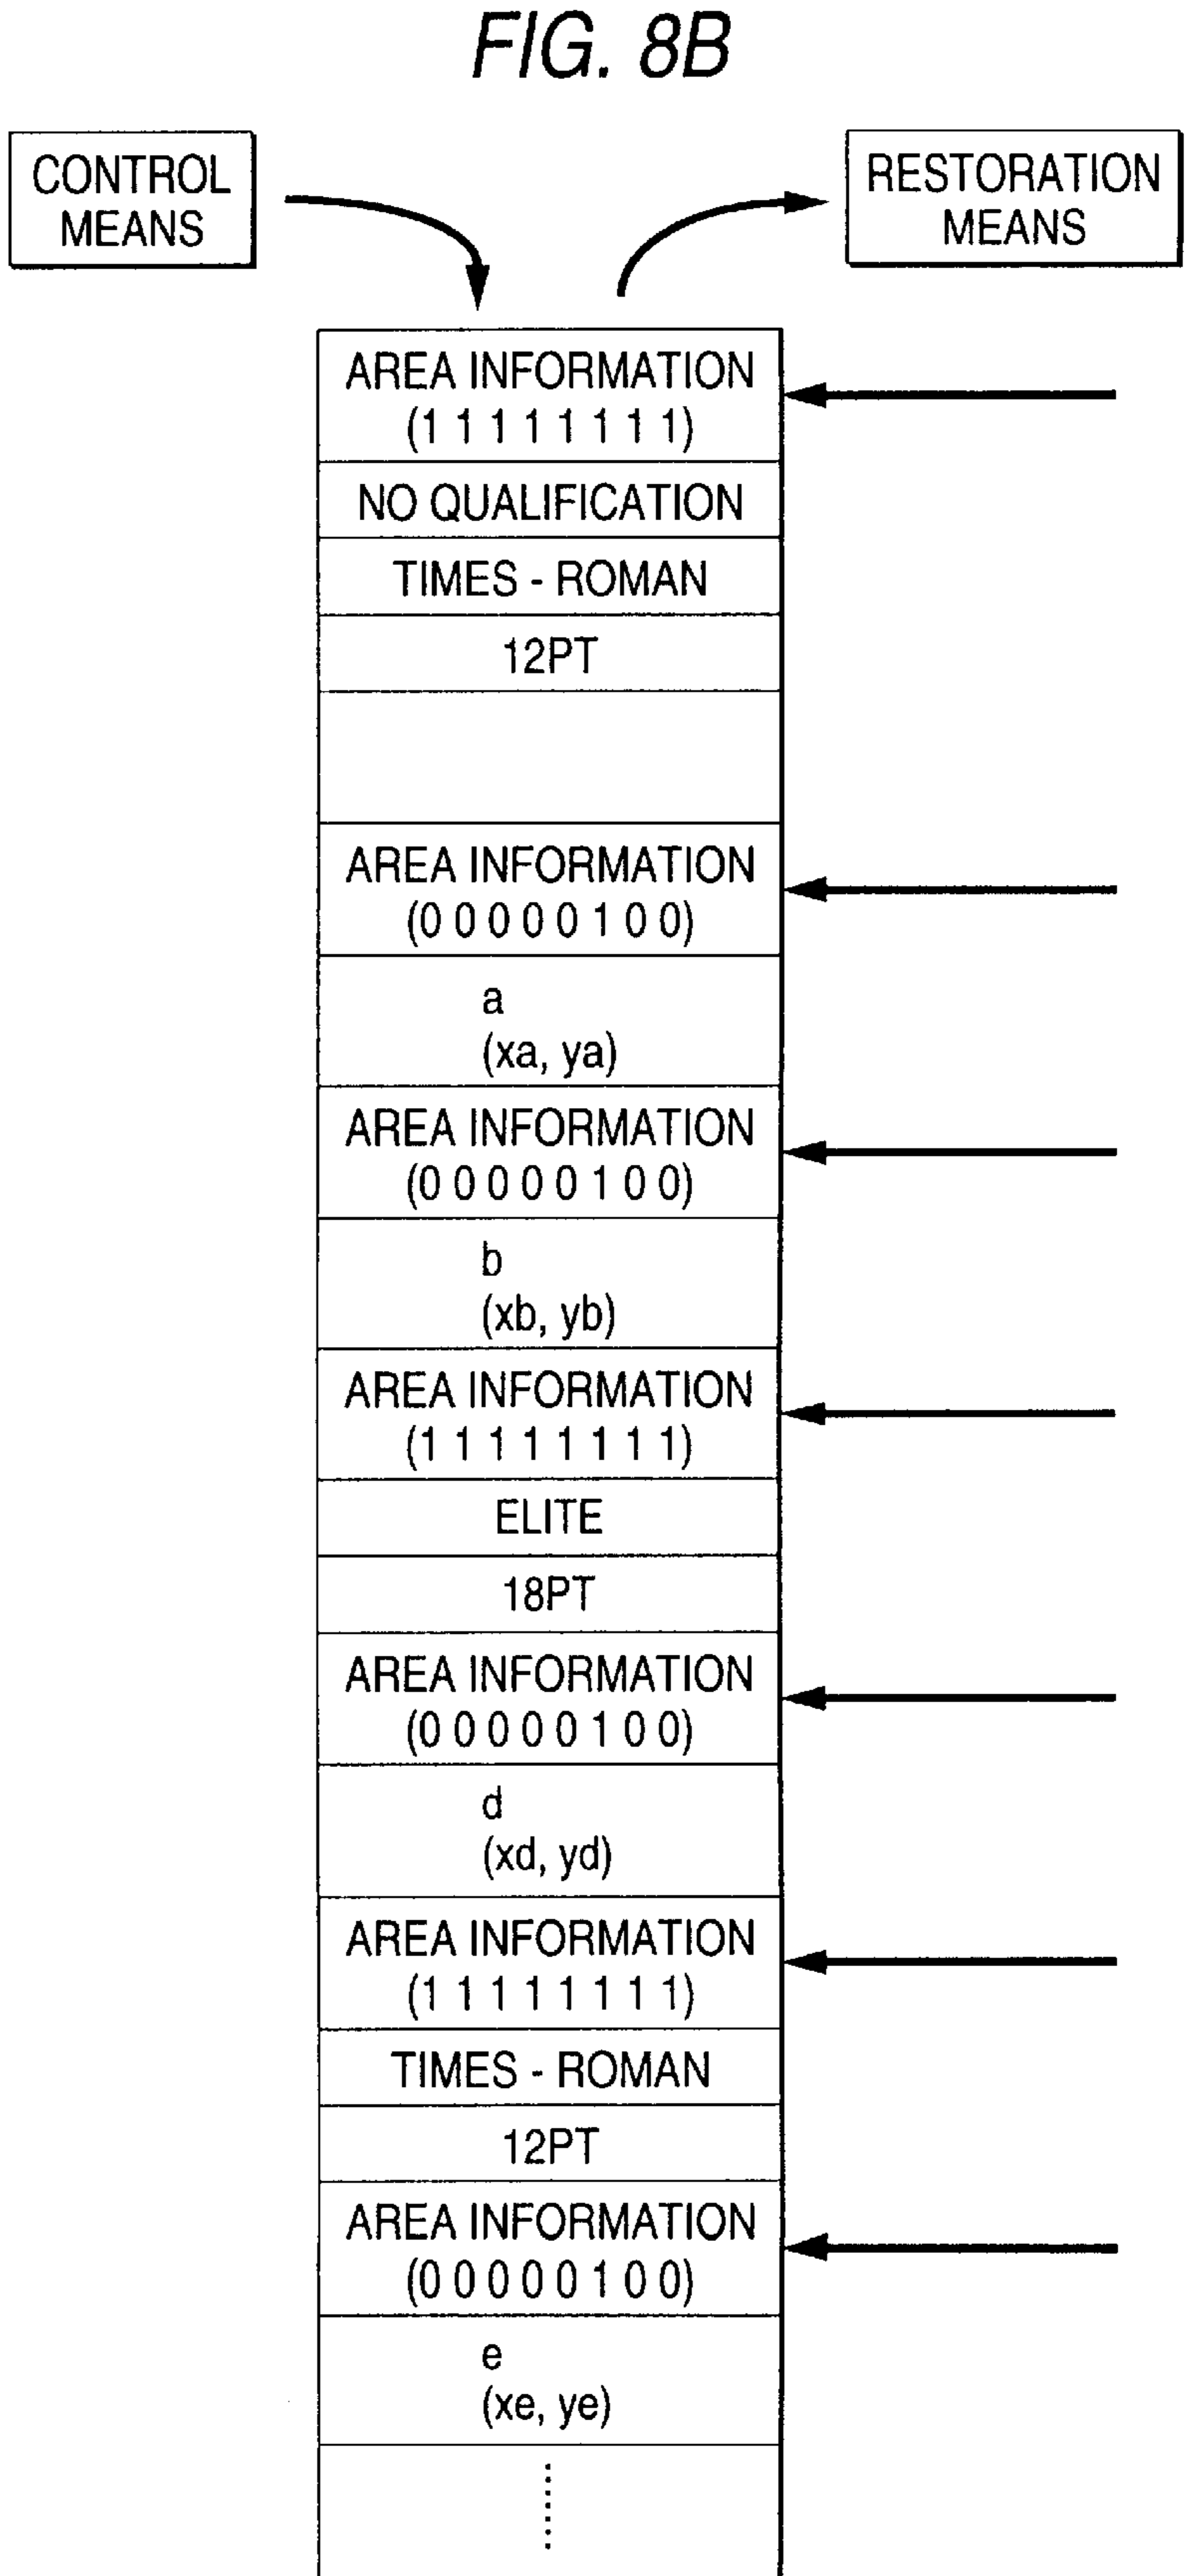 FIG. 8B
CONTROL
MEANS
RESTORATION
MEANS
AREA INFORMATION
(1 1 1 1 1 1 1 1)
NO QUALIFICATION
TIMES - ROMAN
12PT
AREA INFORMATION
(0 0 0 0 0 1 0 0)
a
(xa, ya)
AREA INFORMATION
(0 0 0 0 0 1 0 0)
b
(xb, yb)
AREA INFORMATION
(1 1 1 1 1 1 1 1)
ELITE
18PT
AREA INFORMATION
(0 0 0 0 0 1 0 0)
d
(xd, yd)
AREA INFORMATION
(1 1 1 1 1 1 1 1)
TIMES - ROMAN
12PT
AREA INFORMATION
(0 0 0 0 0 1 0 0)
e
(xe, ye)